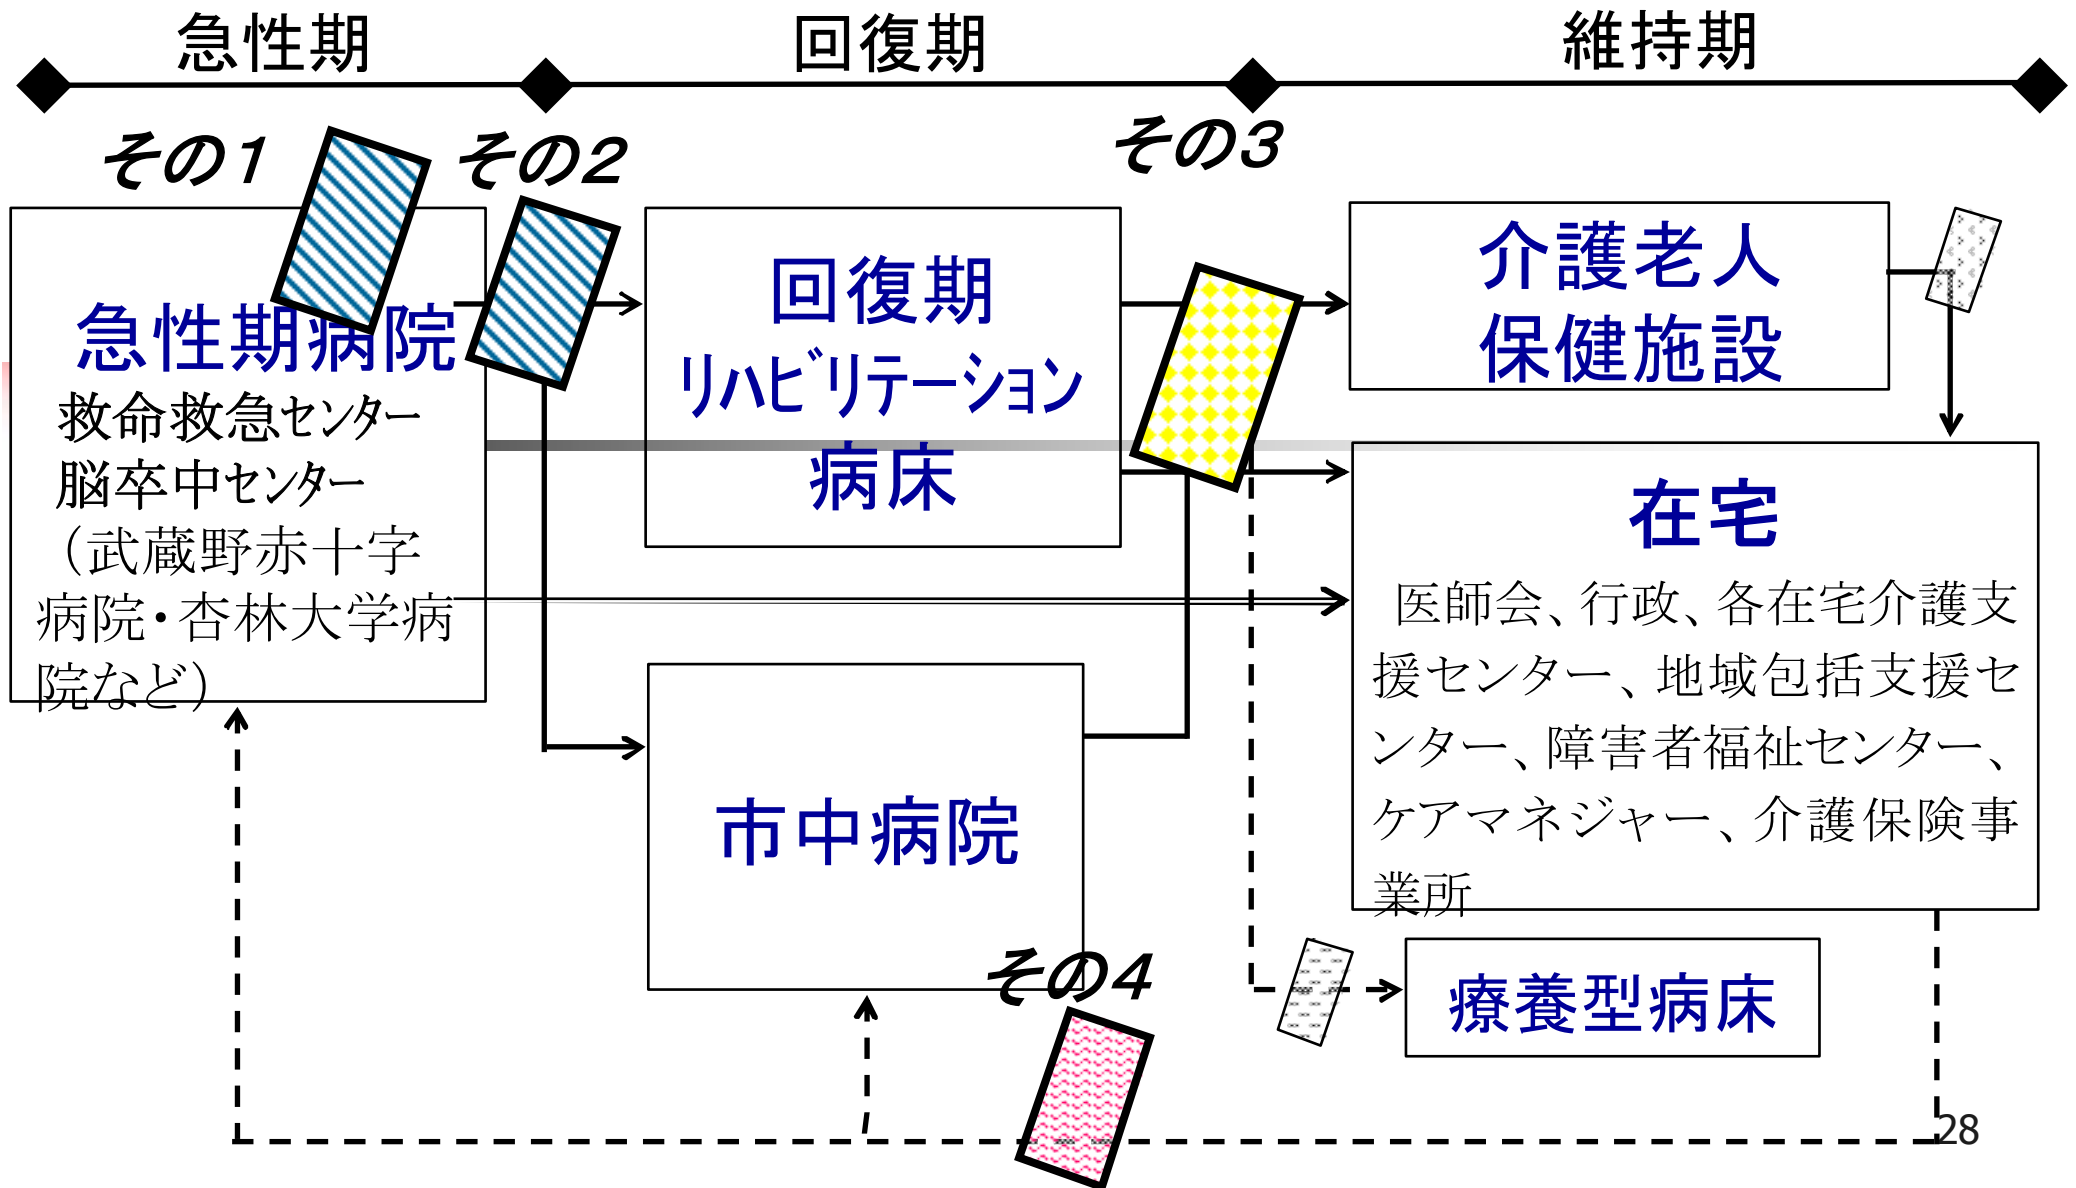 急性期
回復期
維持期
その１
その２
その３
急性期病院
救命救急センター
脳卒中センター
（武蔵野赤十字
病院・杏林大学病
院など）
回復期
リハビリテーション
病床
市中病院
介護老人
保健施設
在宅
医師会、行政、各在宅介護支
援センター、地域包括支援セ
ンター、障害者福祉センター、
ケアマネジャー、介護保険事
業所
その４
療養型病床
28